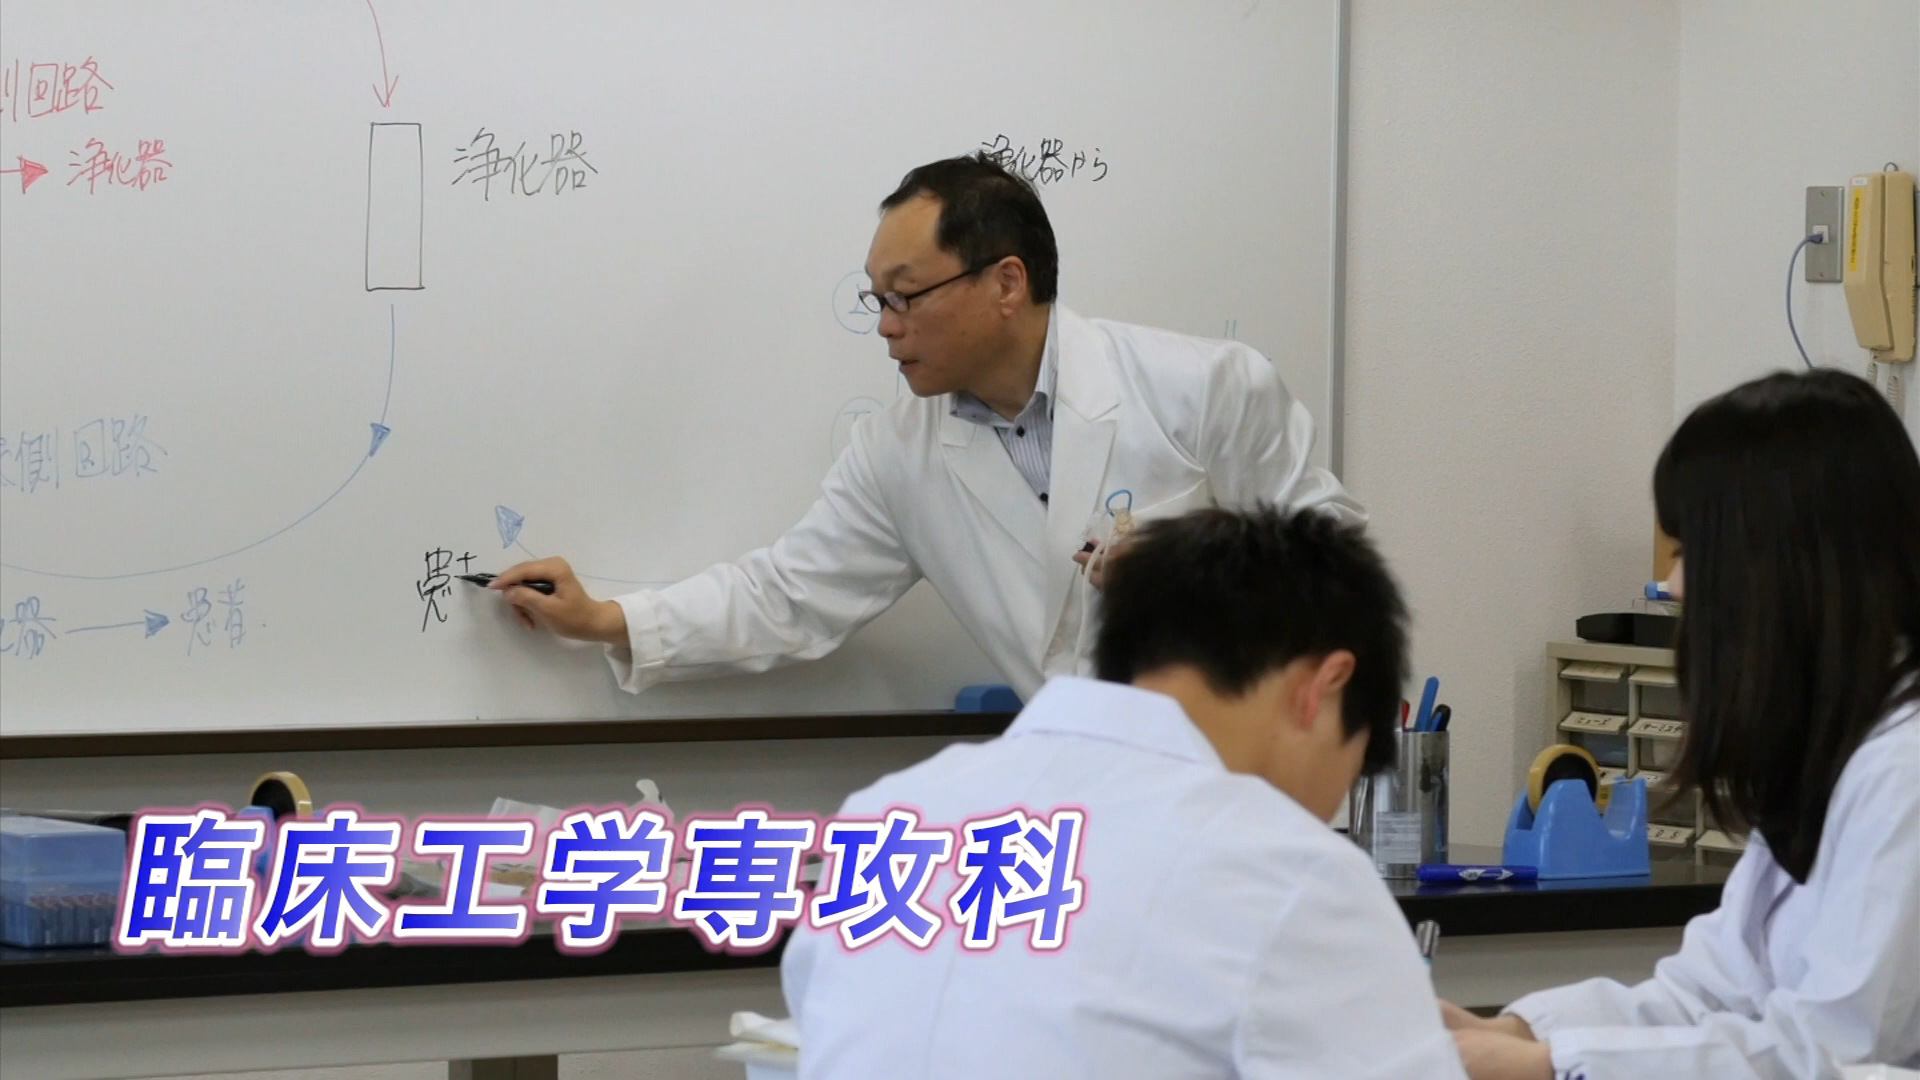 側回路
浄化器
浄化器
浄化器から
側回路
器
患者
患
臨床工学専攻科